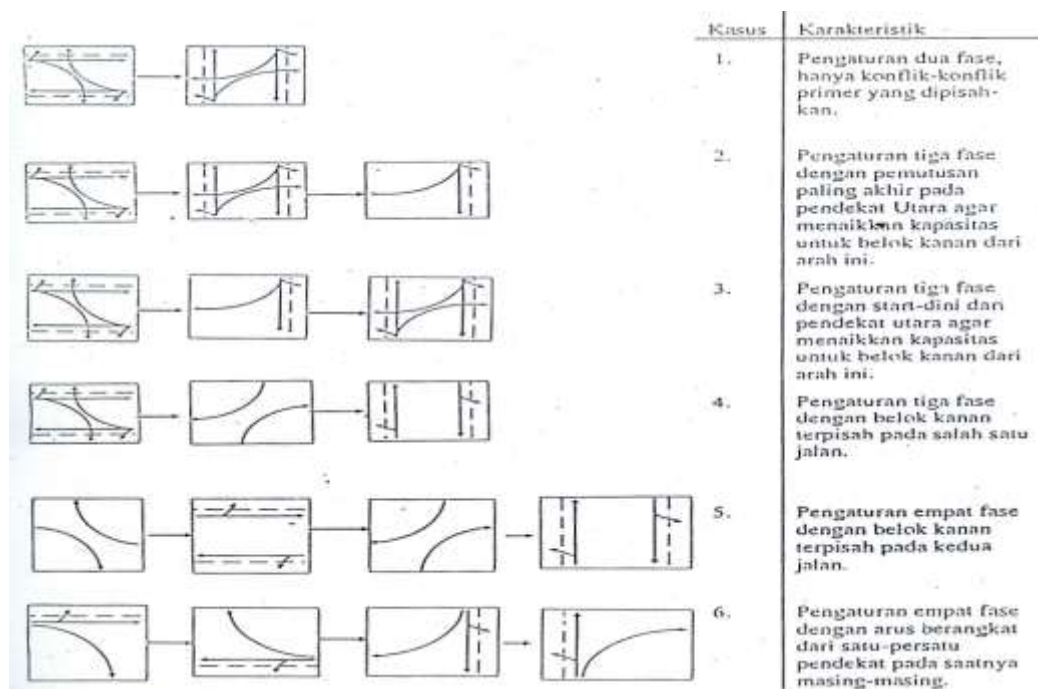 Kasus Karakteristik
1. Pengaturan dua fase,
hanya konflik-konflik
primer yang dipisah-
kan.
2. Pengaturan tiga fase
dengan pemutusan
paling akhir pada
pendekat Utara agar
menaikkan kapasitas
untuk belok kanan dari
arah ini.
3. Pengaturan tiga fase
dengan start-dini dari
pendekat utara agar
menaikkan kapasitas
untuk belok kanan dari
arah ini.
4. Pengaturan tiga fase
dengan belok kanan
terpisah pada salah satu
jalan.
5. Pengaturan empat fase
dengan belok kanan
terpisah pada kedua
jalan.
6. Pengaturan empat fase
dengan arus berangkat
dari satu-persatu
pendekat pada saatnya
masing-masing.